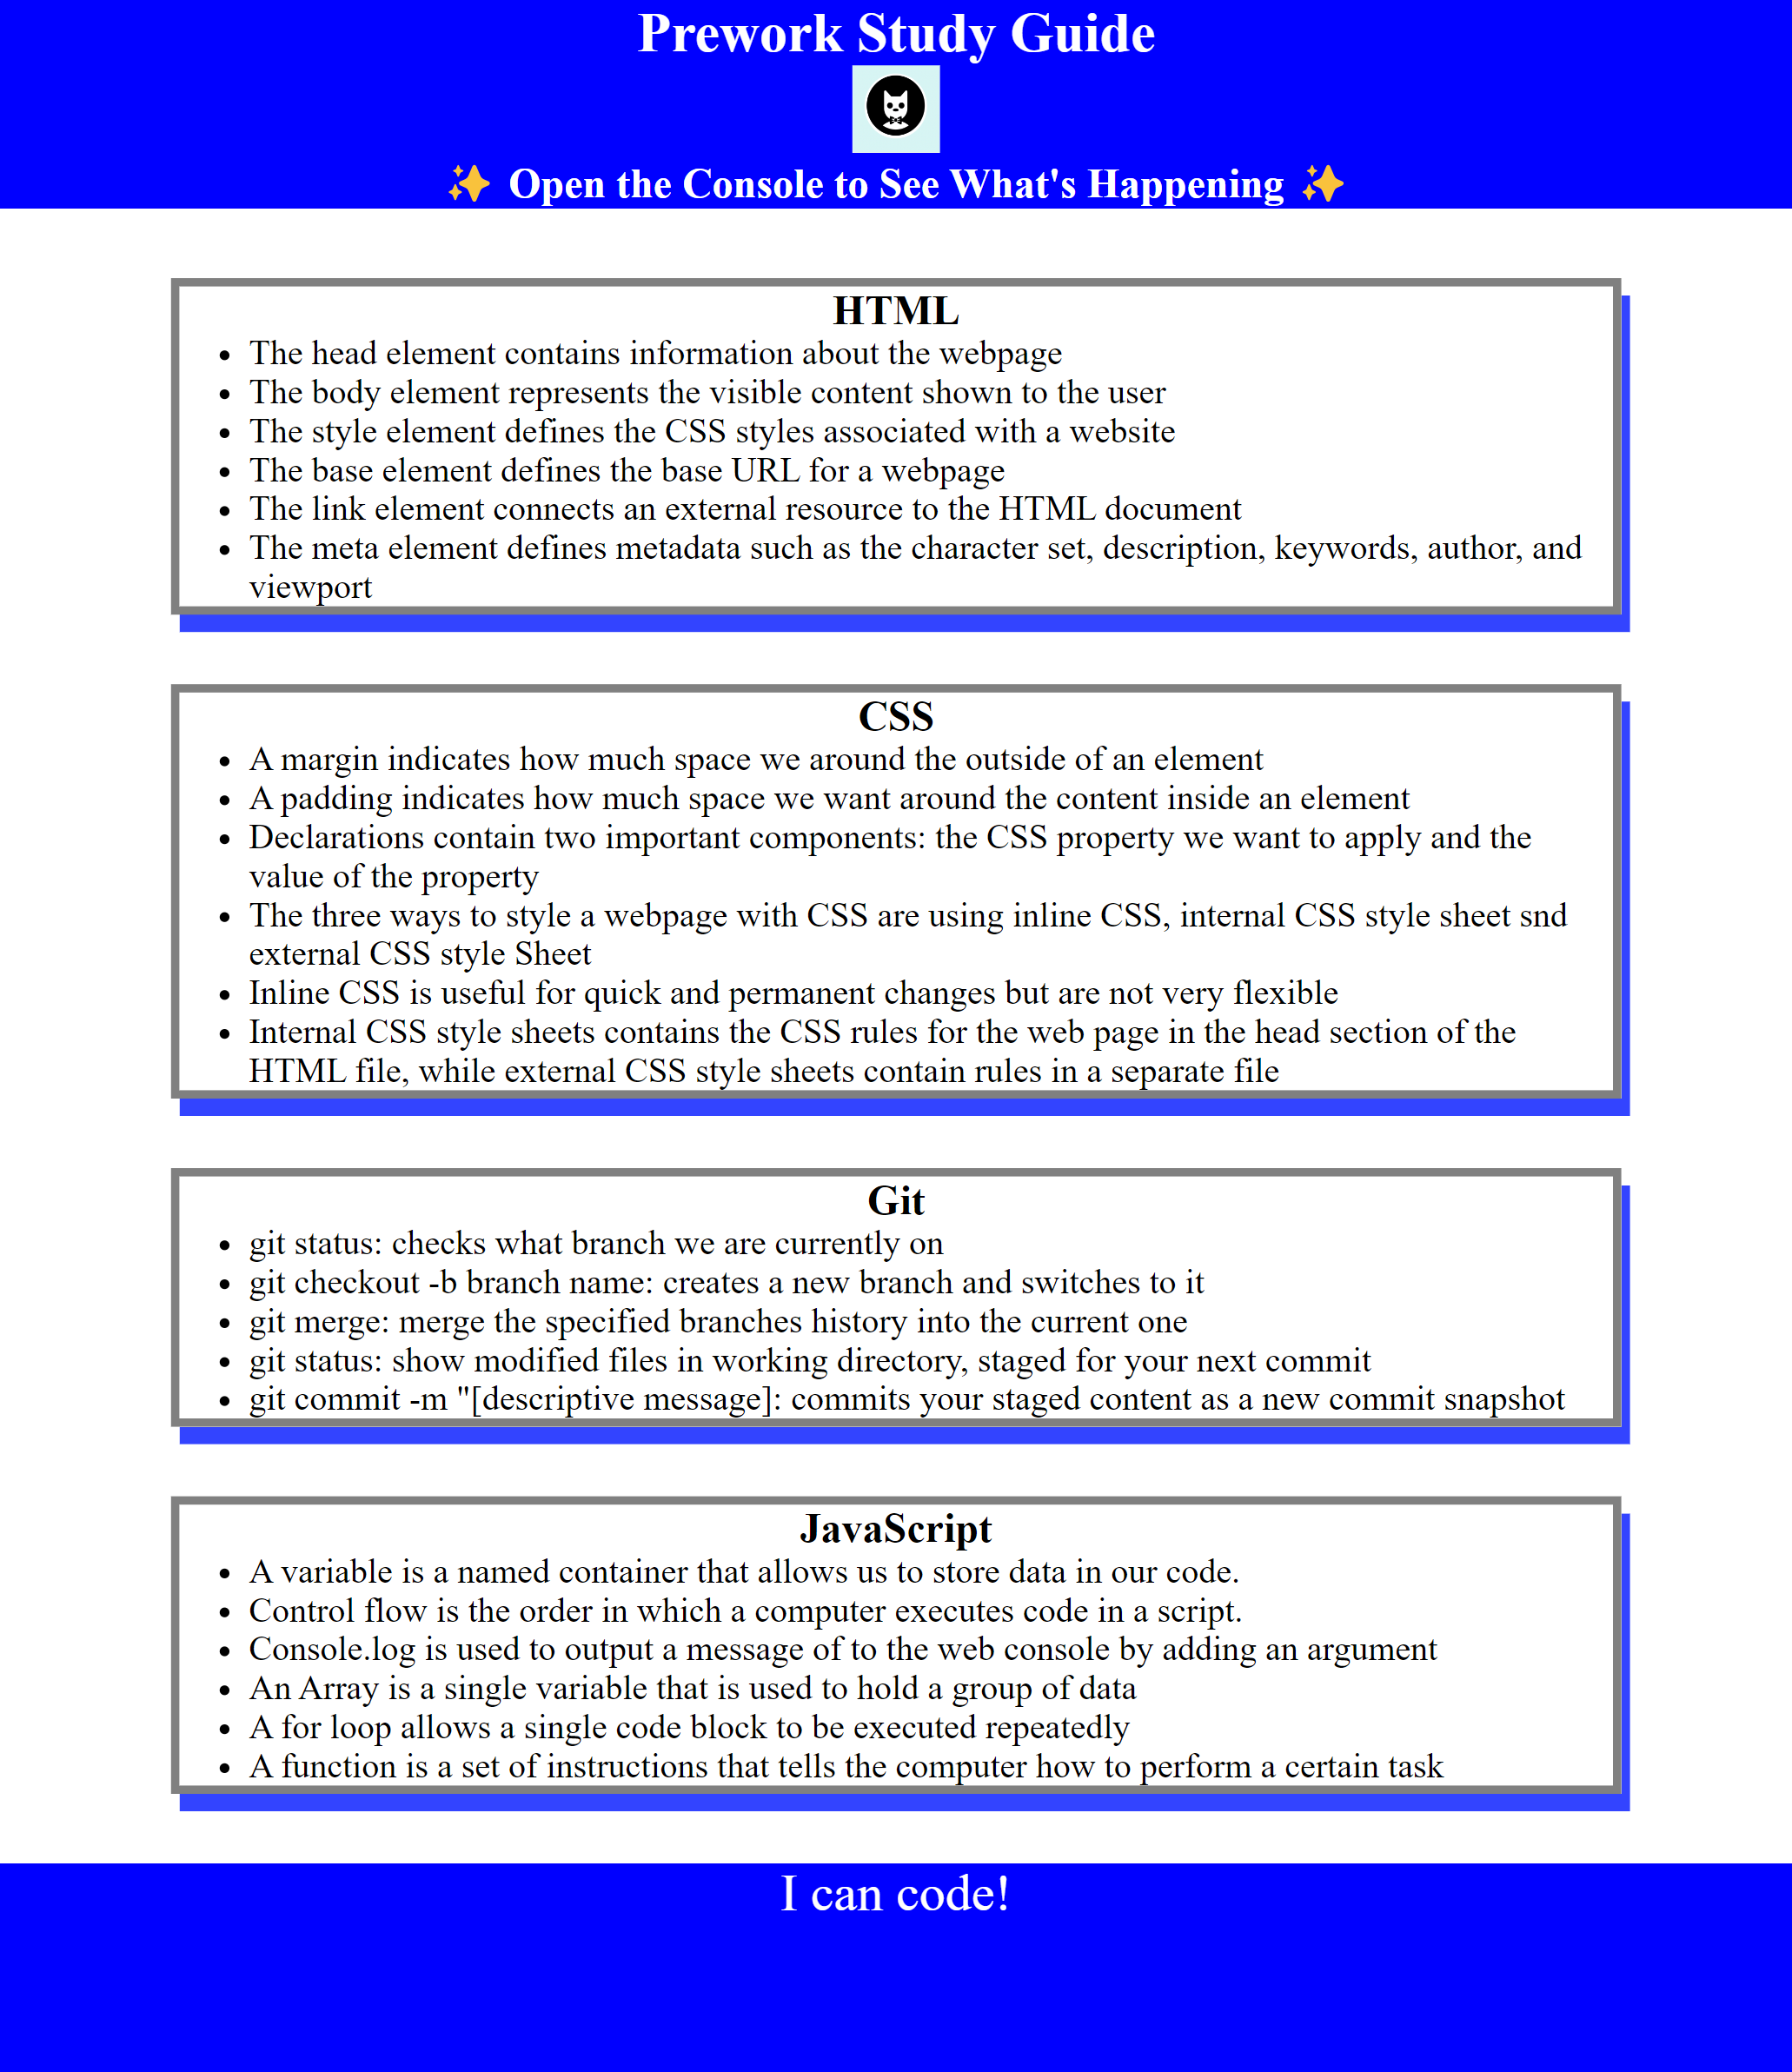 Prework Study Guide
✨ Open the Console to See What's Happening ✨
HTML
• The head element contains information about the webpage
• The body element represents the visible content shown to the user
• The style element defines the CSS styles associated with a website
• The base element defines the base URL for a webpage
• The link element connects an external resource to the HTML document
• The meta element defines metadata such as the character set, description, keywords, author, and
viewport
CSS
• A margin indicates how much space we around the outside of an element
• A padding indicates how much space we want around the content inside an element
• Declarations contain two important components: the CSS property we want to apply and the
value of the property
• The three ways to style a webpage with CSS are using inline CSS, internal CSS style sheet snd
external CSS style Sheet
• Inline CSS is useful for quick and permanent changes but are not very flexible
• Internal CSS style sheets contains the CSS rules for the web page in the head section of the
HTML file, while external CSS style sheets contain rules in a separate file
Git
• git status: checks what branch we are currently on
• git checkout -b branch name: creates a new branch and switches to it
• git merge: merge the specified branches history into the current one
• git status: show modified files in working directory, staged for your next commit
• git commit -m "[descriptive message]: commits your staged content as a new commit snapshot
JavaScript
• A variable is a named container that allows us to store data in our code.
• Control flow is the order in which a computer executes code in a script.
• Console.log is used to output a message of to the web console by adding an argument
• An Array is a single variable that is used to hold a group of data
• A for loop allows a single code block to be executed repeatedly
• A function is a set of instructions that tells the computer how to perform a certain task
I can code!